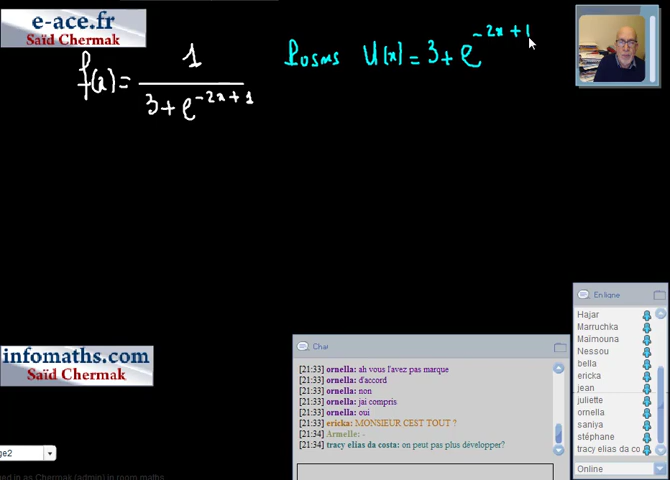 e-ace.fr
Saïd Chermak
f(x) = 1 / (3 + e^(-2x + 1))
Posons U(x) = 3 + e^(-2x + 1
infomaths.com
Saïd Chermak
ge2
Chat
[21:33] ornella: ah vous l'avez pas marque
[21:33] ornella: d'accord
[21:33] ornella: non
[21:33] ornella: jai compris
[21:33] ornella: oui
[21:33] ericka: MONSIEUR CEST TOUT ?
[21:34] Armelle: -
[21:34] tracy elias da costa: on peut pas plus développer?
En ligne
Hajar
Marruchka
Maïmouna
Nessou
bella
ericka
jean
juliette
ornella
saniya
stéphane
tracy elias da co
Online
ed in as Chermak (admin) in room maths